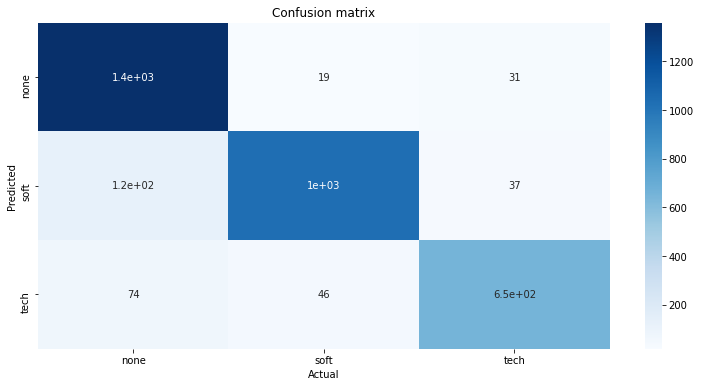 Confusion matrix
none
1.4e+03
19
31
1200
1000
Predicted
soft
1.2e+02
1e+03
37
800
600
tech
74
46
6.5e+02
400
200
none
soft
tech
Actual